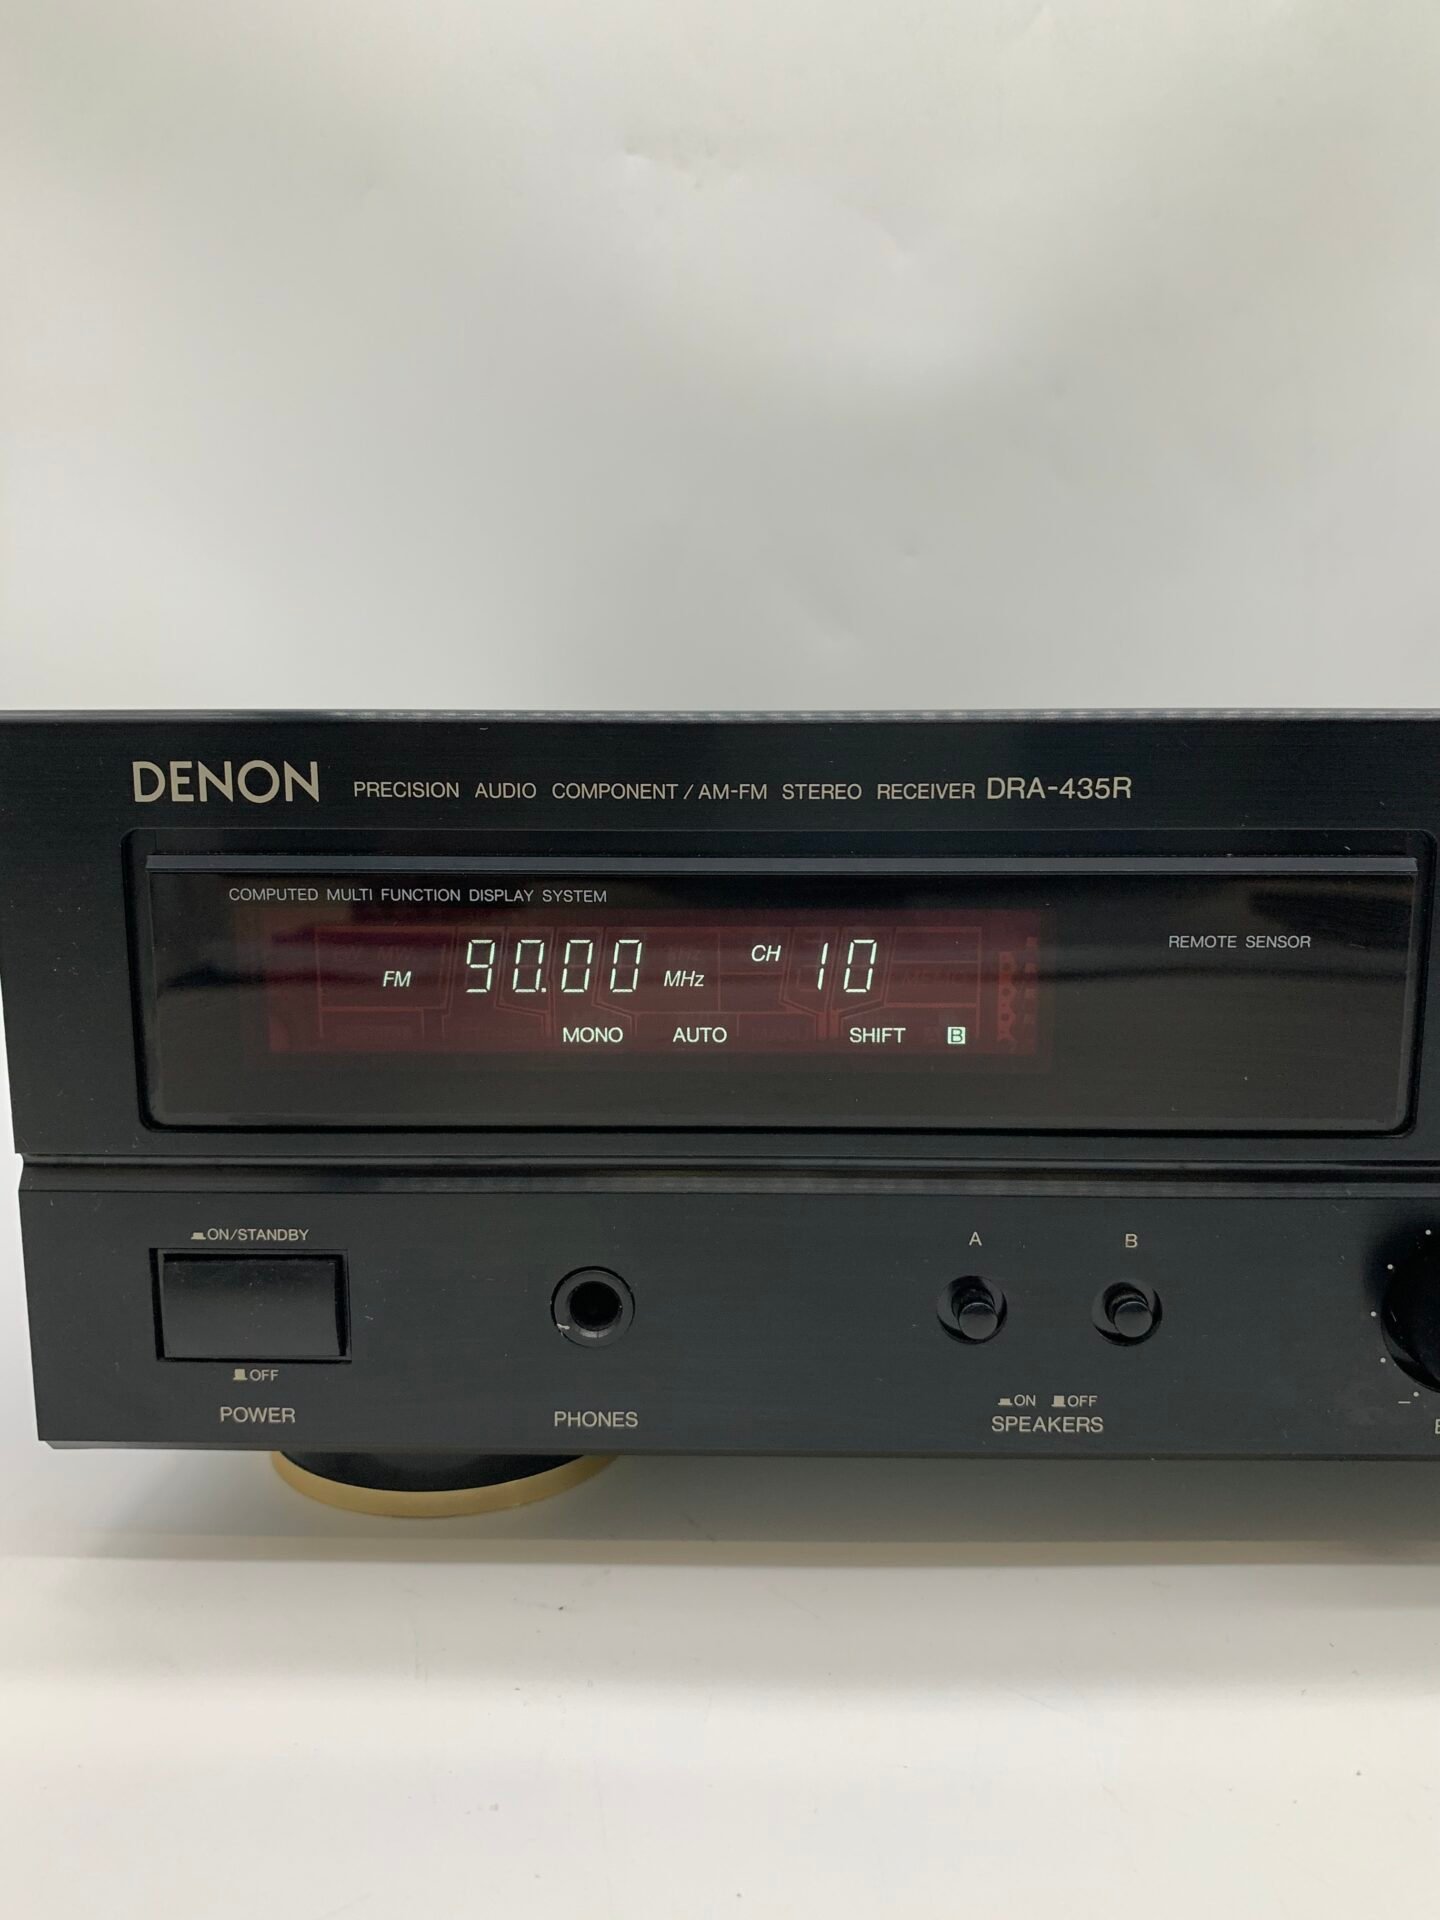 DENON PRECISION AUDIO COMPONENT / AM-FM STEREO RECEIVER DRA-435R
COMPUTED MULTI FUNCTION DISPLAY SYSTEM
REMOTE SENSOR
FM 90.00 MHz CH 10
MONO AUTO SHIFT B
ON/STANDBY
A B
OFF
POWER
PHONES
ON OFF
SPEAKERS